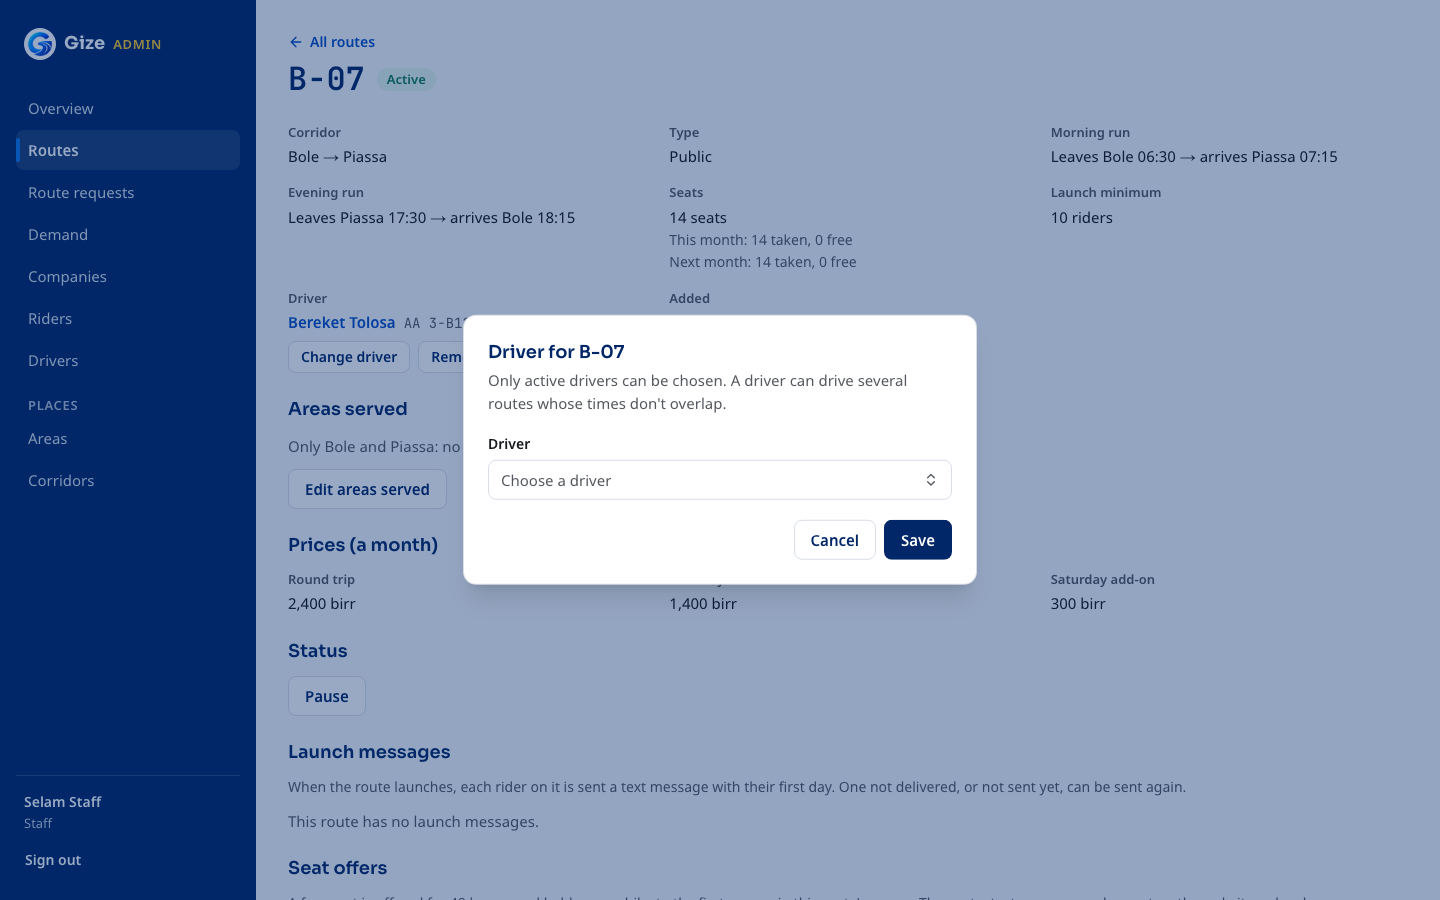 Gize ADMIN
Overview
Routes
Route requests
Demand
Companies
Riders
Drivers
PLACES
Areas
Corridors
Selam Staff
Staff
Sign out
← All routes
B-07 Active
Corridor
Bole → Piassa
Type
Public
Morning run
Leaves Bole 06:30 → arrives Piassa 07:15
Evening run
Leaves Piassa 17:30 → arrives Bole 18:15
Seats
14 seats
This month: 14 taken, 0 free
Next month: 14 taken, 0 free
Launch minimum
10 riders
Driver
Bereket Tolosa AA
Added
Change driver
Areas served
Only Bole and Piassa: no
Edit areas served
Driver for B-07
Only active drivers can be chosen. A driver can drive several
routes whose times don't overlap.
Driver
Choose a driver
Cancel Save
Prices (a month)
Round trip
2,400 birr
1,400 birr
Saturday add-on
300 birr
Status
Pause
Launch messages
When the route launches, each rider on it is sent a text message with their first day. One not delivered, or not sent yet, can be sent again.
This route has no launch messages.
Seat offers